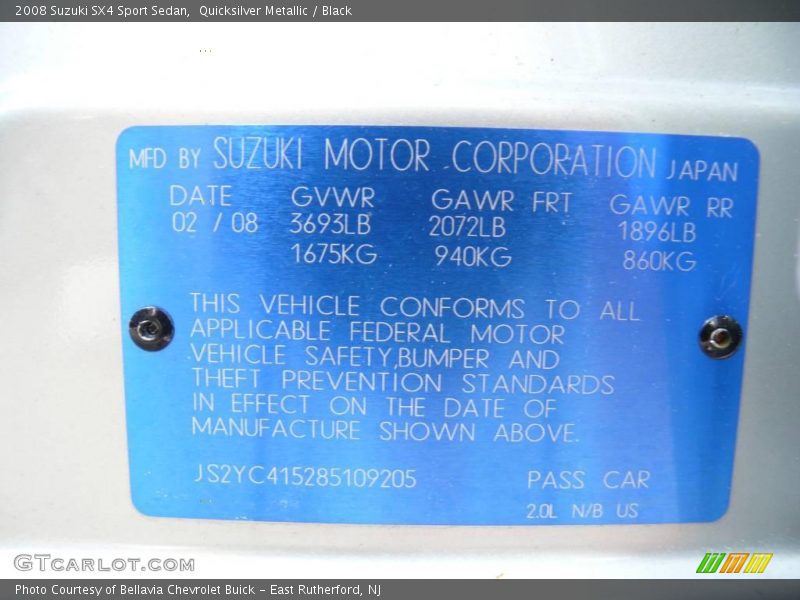 2008 Suzuki SX4 Sport Sedan,  Quicksilver Metallic / Black
MFD BY SUZUKI MOTOR CORPORATION JAPAN
DATE GVWR GAWR FRT GAWR RR
02 / 08 3693LB 2072LB 1896LB
1675KG 940KG 860KG
THIS VEHICLE CONFORMS TO ALL
APPLICABLE FEDERAL MOTOR
VEHICLE SAFETY,BUMPER AND
THEFT PREVENTION STANDARDS
IN EFFECT ON THE DATE OF
MANUFACTURE SHOWN ABOVE.
JS2YC415285109205 PASS CAR
2.0L N/B US
GTCARLOT.COM
Photo Courtesy of Bellavia Chevrolet Buick - East Rutherford, NJ